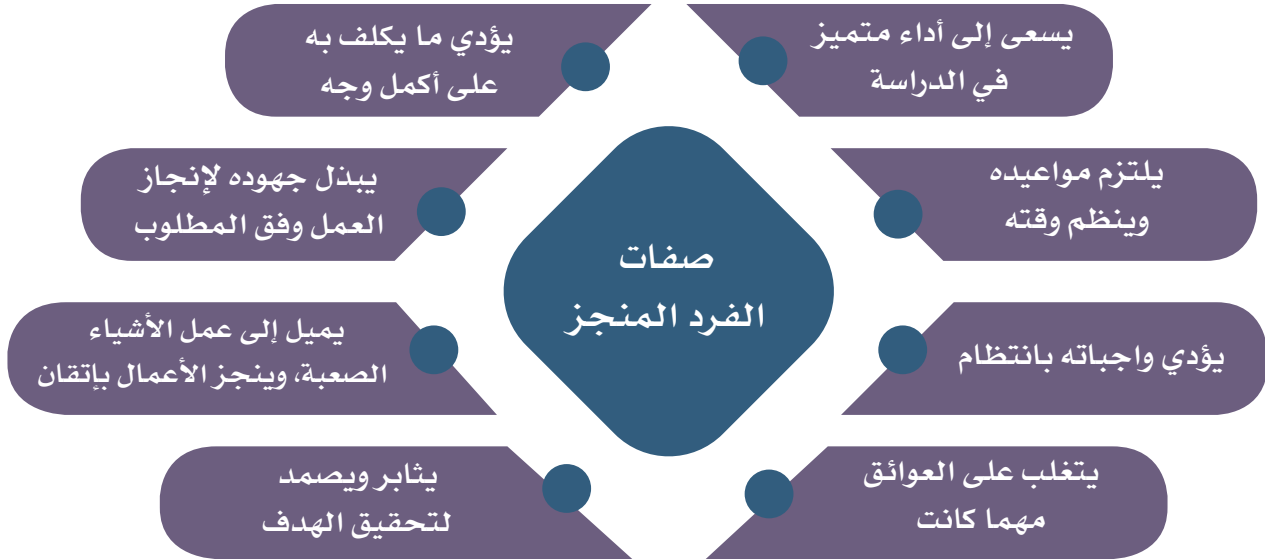 صفات
الفرد المنجز
يسعى إلى أداء متميز
في الدراسة
يلتزم مواعيده
وينظم وقته
يؤدي واجباته بانتظام
يتغلب على العوائق
مهما كانت
يؤدي ما يكلف به
على أكمل وجه
يبذل جهوده لإنجاز
العمل وفق المطلوب
يميل إلى عمل الأشياء
الصعبة، وينجز الأعمال بإتقان
يثابر ويصمد
لتحقيق الهدف